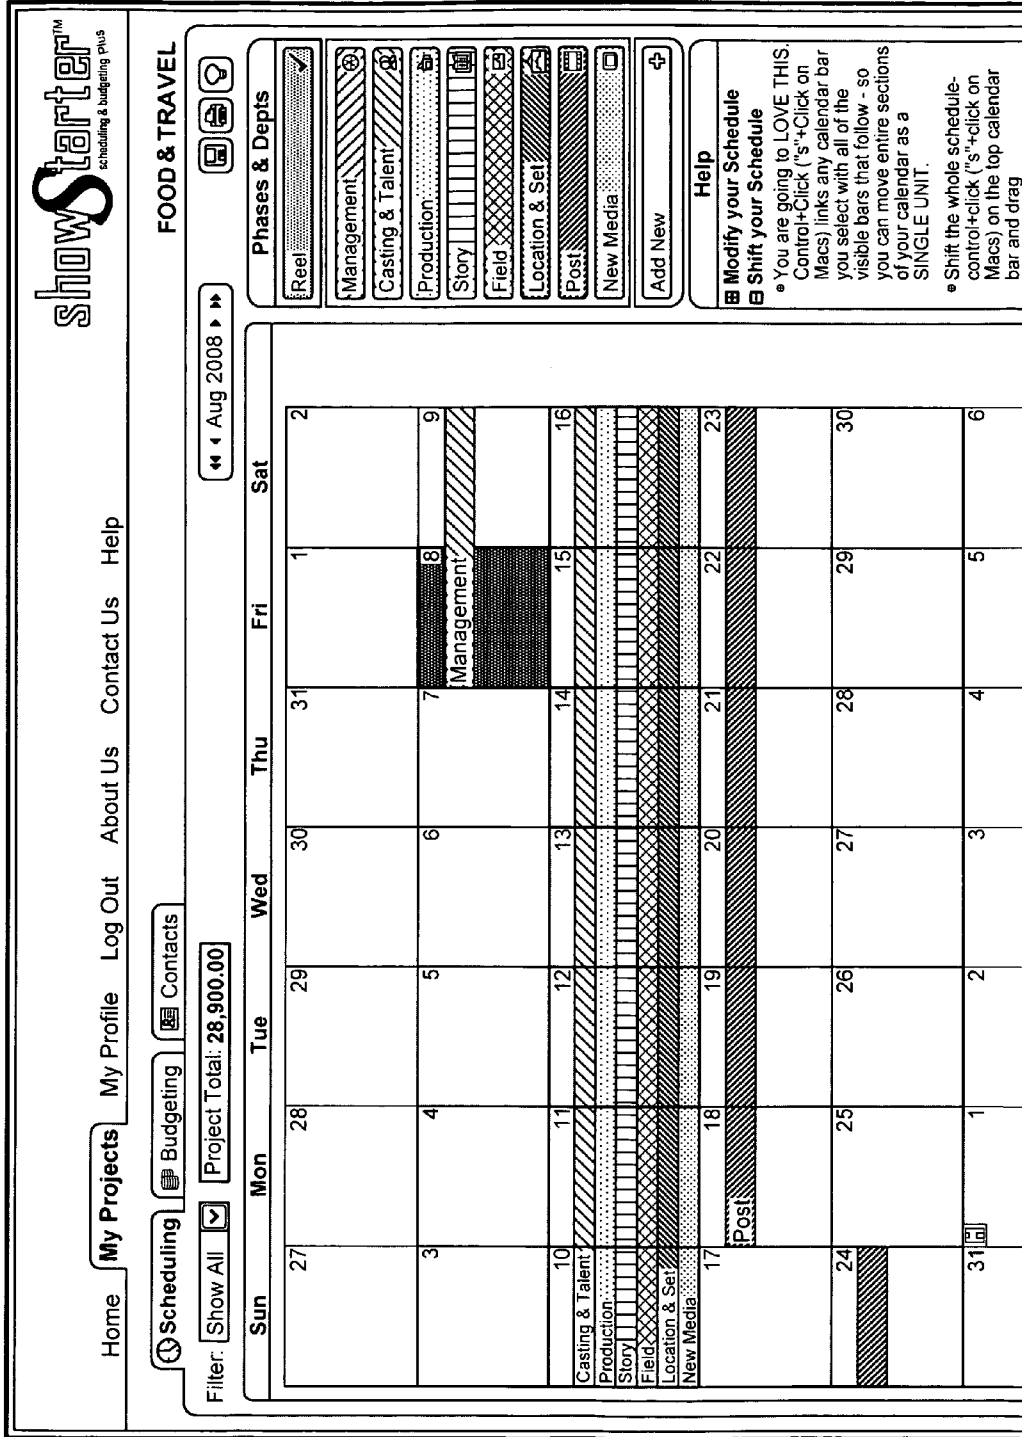 showStarter™
scheduling & budgeting Plus
Home My Projects My Profile Log Out About Us Contact Us Help
FOOD & TRAVEL
Scheduling Budgeting Contacts
Filter: Show All Project Total: 28,900.00
Aug 2008
Sun Mon Tue Wed Thu Fri Sat
27 28 29 30 31 1 2
3 4 5 6 7 8 9
Management
10 11 12 13 14 15 16
Casting & Talent
Production
Story
Field
Location & Set
New Media
17 18 19 20 21 22 23
Post
24 25 26 27 28 29 30
31 1 2 3 4 5 6
Phases & Depts
Reel
Management
Casting & Talent
Production
Story
Field
Location & Set
Post
New Media
Add New
Help
Modify your Schedule
Shift your Schedule
You are going to LOVE THIS.
Control+Click ("s"+Click on
Macs) links any calendar bar
you select with all of the
visible bars that follow - so
you can move entire sections
of your calendar as a
SINGLE UNIT.
Shift the whole schedule-
control+click ("s"+click on
Macs) on the top calendar
bar and drag